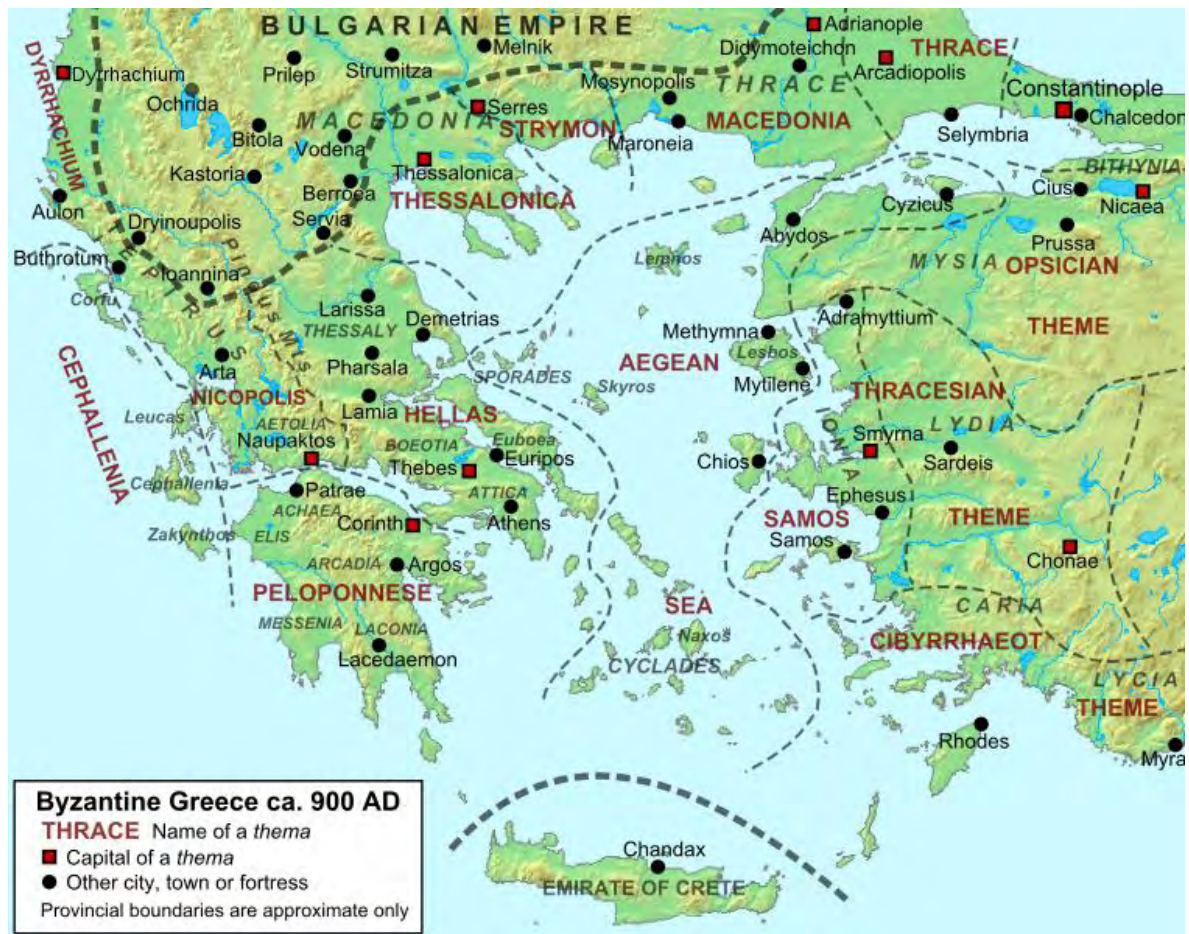 BULGARIAN EMPIRE
Adrianople
Melnik
Didymoteichon
THRACE
Prilep
Strumitza
Arcadiopolis
DYRRHACHIUM
Dyrrhachium
Mosynopolis
THRACE
Ochrida
Serres
Constantinople
MACEDONIA
STRYMON
MACEDONIA
Chalcedon
Bitola
Vodena
Maroneia
Selymbria
Kastoria
Thessalonica
BITHYNIA
Berroea
THESSALONICA
Cius
Aulon
Cyzicus
Nicaea
Dryinoupolis
Servia
Abydos
Prussa
Buthrotum
EPIRUS
Pindus Mts
Lemnos
MYSIA
OPSICIAN
Ioannina
Corfu
Larissa
Adramyttium
THESSALY
Demetrias
Methymna
THEME
Arta
Pharsala
AEGEAN
Lesbos
SPORADES
Skyros
Mytilene
CEPHALLENIA
NICOPOLIS
Lamia
THRACESIAN
Leucas
AETOLIA
HELLAS
LYDIA
Naupaktos
BOEOTIA
Euboea
IONIA
Smyrna
Thebes
Euripos
Chios
Sardeis
Cephallenia
Patrae
ATTICA
Ephesus
ACHAEA
Corinth
Athens
SAMOS
THEME
Zakynthos
ELIS
Samos
ARCADIA
Argos
Chonae
PELOPONNESE
SEA
CARIA
MESSENIA
LACONIA
Naxos
CIBYRRHAEOT
Lacedaemon
CYCLADES
LYCIA
THEME
Rhodes
Myra
Byzantine Greece ca. 900 AD
THRACE Name of a thema
Capital of a thema
Other city, town or fortress
Provincial boundaries are approximate only
Chandax
EMIRATE OF CRETE